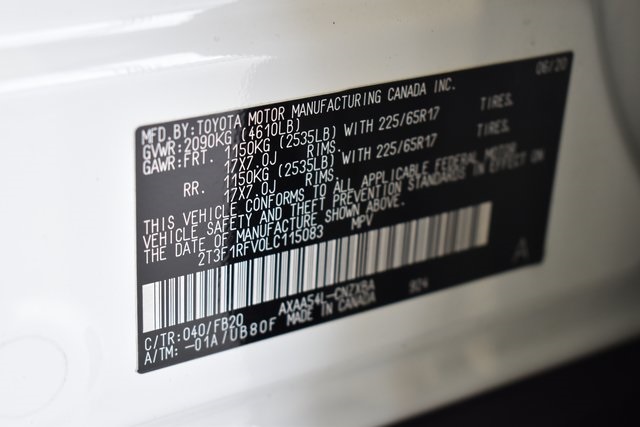 MFD.BY:TOYOTA MOTOR MANUFACTURING CANADA INC. 06/20
GVWR:2090KG (4610LB)
GAWR:FRT. 1150KG (2535LB) WITH 225/65R17 TIRES.
17X7.0J RIMS.
RR. 1150KG (2535LB) WITH 225/65R17 TIRES.
17X7.0J RIMS.
THIS VEHICLE CONFORMS TO ALL APPLICABLE FEDERAL MOTOR
VEHICLE SAFETY AND THEFT PREVENTION STANDARDS IN EFFECT ON
THE DATE OF MANUFACTURE SHOWN ABOVE.
2T3F1RFV0LC115083 MPV
A
C/TR:040/FB20 AXAA54L-CNZXBA 924
A/TM:-01A/UB80F MADE IN CANADA